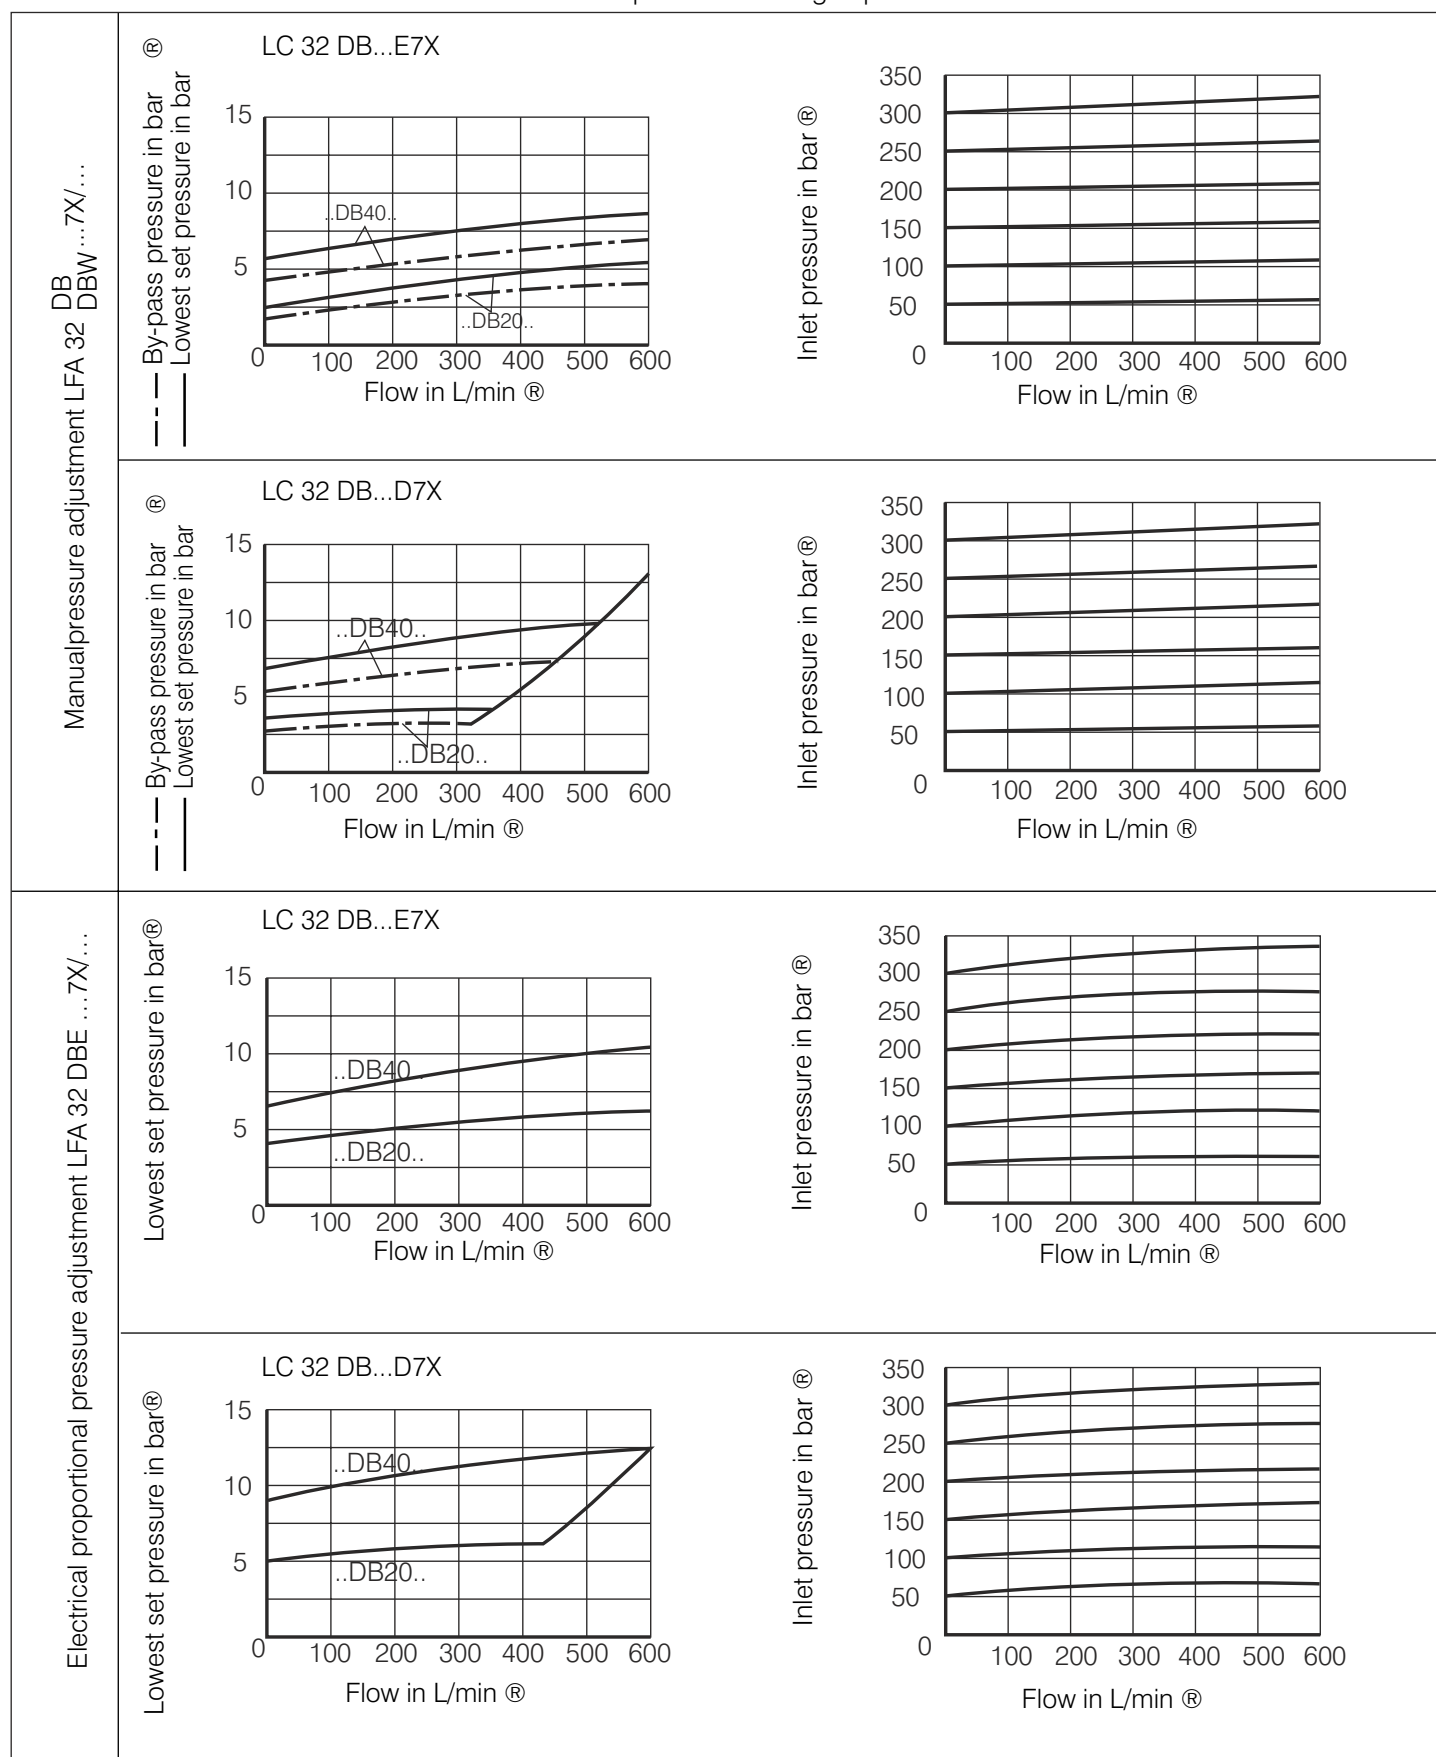 Manualpressure adjustment LFA 32 DB
DBW ...7X/...
By-pass pressure in bar ®
Lowest set pressure in bar
LC 32 DB...E7X
15
10
5
0
..DB40..
..DB20..
100 200 300 400 500 600
Flow in L/min ®
Inlet pressure in bar ®
350
300
250
200
150
100
50
0
100 200 300 400 500 600
Flow in L/min ®
By-pass pressure in bar ®
Lowest set pressure in bar
LC 32 DB...D7X
15
10
5
0
..DB40..
..DB20..
100 200 300 400 500 600
Flow in L/min ®
Inlet pressure in bar®
350
300
250
200
150
100
50
0
100 200 300 400 500 600
Flow in L/min ®
Electrical proportional pressure adjustment LFA 32 DBE ...7X/...
Lowest set pressure in bar®
LC 32 DB...E7X
15
10
5
0
..DB40..
..DB20..
100 200 300 400 500 600
Flow in L/min ®
Inlet pressure in bar ®
350
300
250
200
150
100
50
0
100 200 300 400 500 600
Flow in L/min ®
Lowest set pressure in bar®
LC 32 DB...D7X
15
10
5
0
..DB40..
..DB20..
100 200 300 400 500 600
Flow in L/min ®
Inlet pressure in bar ®
350
300
250
200
150
100
50
0
100 200 300 400 500 600
Flow in L/min ®